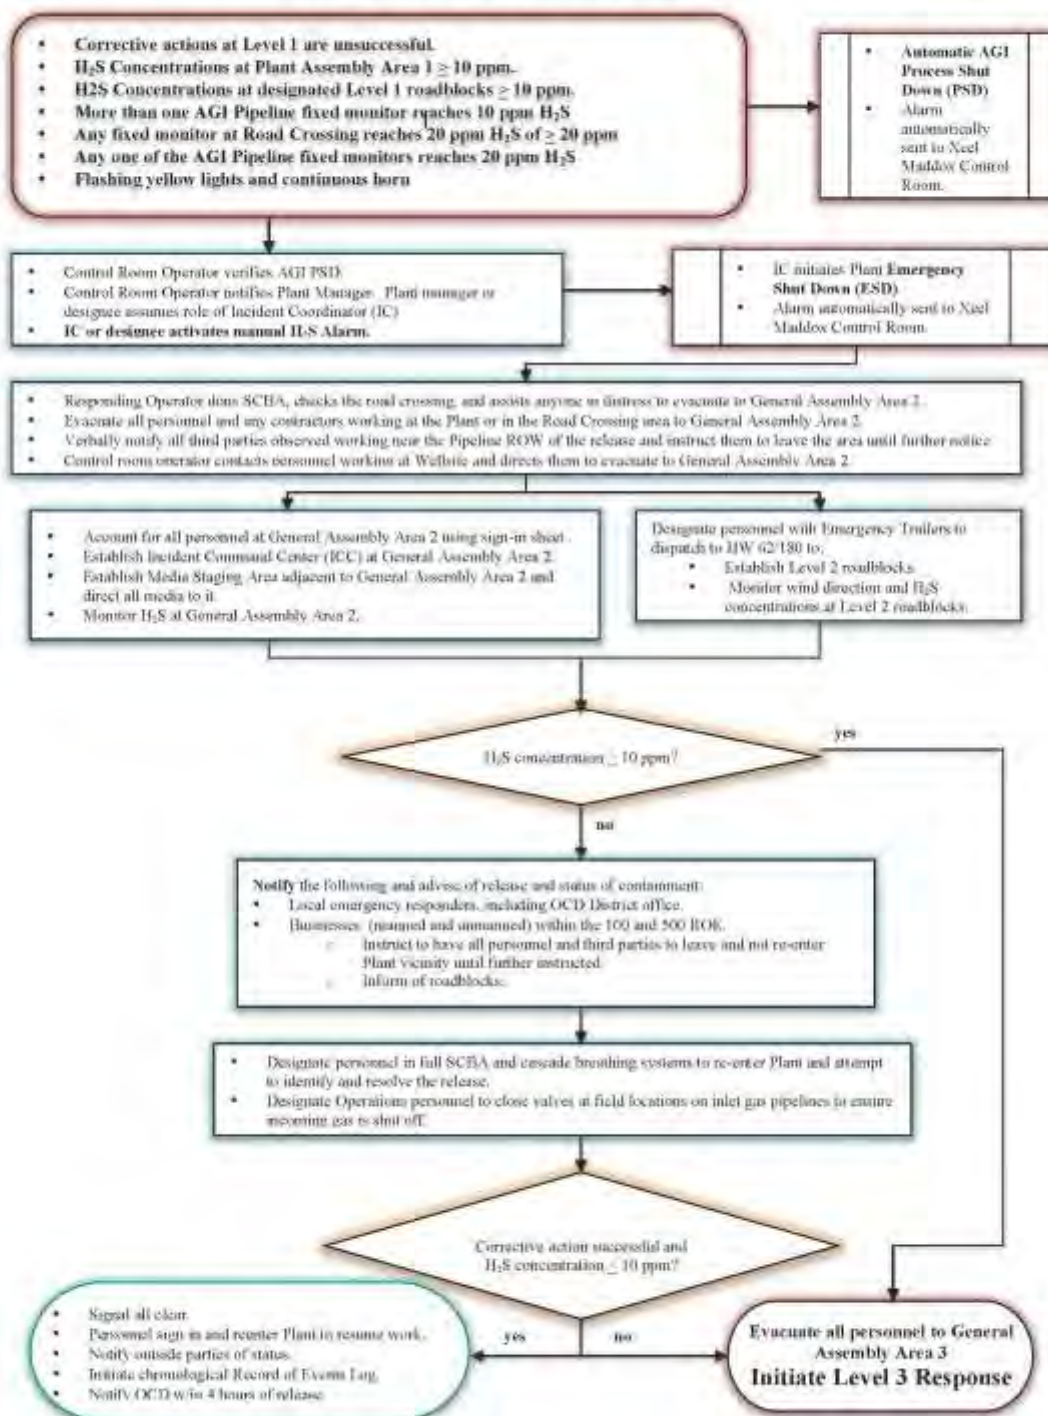 • Corrective actions at Level 1 are unsuccessful.
• H₂S Concentrations at Plant Assembly Area 1 ≥ 10 ppm.
• H2S Concentrations at designated Level 1 roadblocks ≥ 10 ppm.
• More than one AGI Pipeline fixed monitor reaches 10 ppm H₂S
• Any fixed monitor at Road Crossing reaches 20 ppm H₂S of ≥ 20 ppm
• Any one of the AGI Pipeline fixed monitors reaches 20 ppm H₂S
• Flashing yellow lights and continuous horn
• Automatic AGI
Process Shut
Down (PSD)
• Alarm
automatically
sent to Xcel
Maddox Control
Room.
• Control Room Operator verifies AGI PSD
• Control Room Operator notifies Plant Manager. Plant manager or
designee assumes role of Incident Coordinator (IC)
• IC or designee activates manual H₂S Alarm.
• IC initiates Plant Emergency
Shut Down (ESD)
• Alarm automatically sent to Xcel
Maddox Control Room.
• Responding Operator dons SCBA, checks the road crossing, and assists anyone in distress to evacuate to General Assembly Area 2.
• Evacuate all personnel and any contractors working at the Plant or in the Road Crossing area to General Assembly Area 2.
• Verbally notify all third parties observed working near the Pipeline ROW of the release and instruct them to leave the area until further notice
• Control room operator contacts personnel working at Wellsite and directs them to evacuate to General Assembly Area 2.
• Account for all personnel at General Assembly Area 2 using sign-in sheet.
• Establish Incident Command Center (ICC) at General Assembly Area 2.
• Establish Media Staging Area adjacent to General Assembly Area 2 and
direct all media to it.
• Monitor H₂S at General Assembly Area 2.
Designate personnel with Emergency Trailers to
dispatch to HW 62/180 to:
• Establish Level 2 roadblocks.
• Monitor wind direction and H₂S
concentrations at Level 2 roadblocks.
H₂S concentration ≥ 10 ppm?
yes
no
Notify the following and advise of release and status of containment:
• Local emergency responders, including OCD District office.
• Businesses (manned and unmanned) within the 100 and 500 ROE.
○ Instruct to have all personnel and third parties to leave and not re-enter
Plant vicinity until further instructed.
○ Inform of roadblocks.
• Designate personnel in full SCBA and cascade breathing systems to re-enter Plant and attempt
to identify and resolve the release.
• Designate Operations personnel to close valves at field locations on inlet gas pipelines to ensure
incoming gas is shut off.
Corrective action successful and
H₂S concentration ≤ 10 ppm?
yes
no
• Signal all clear.
• Personnel sign in and reenter Plant to resume work.
• Notify outside parties of status.
• Initiate chronological Record of Events Log.
• Notify OCD w/in 4 hours of release.
Evacuate all personnel to General
Assembly Area 3
Initiate Level 3 Response